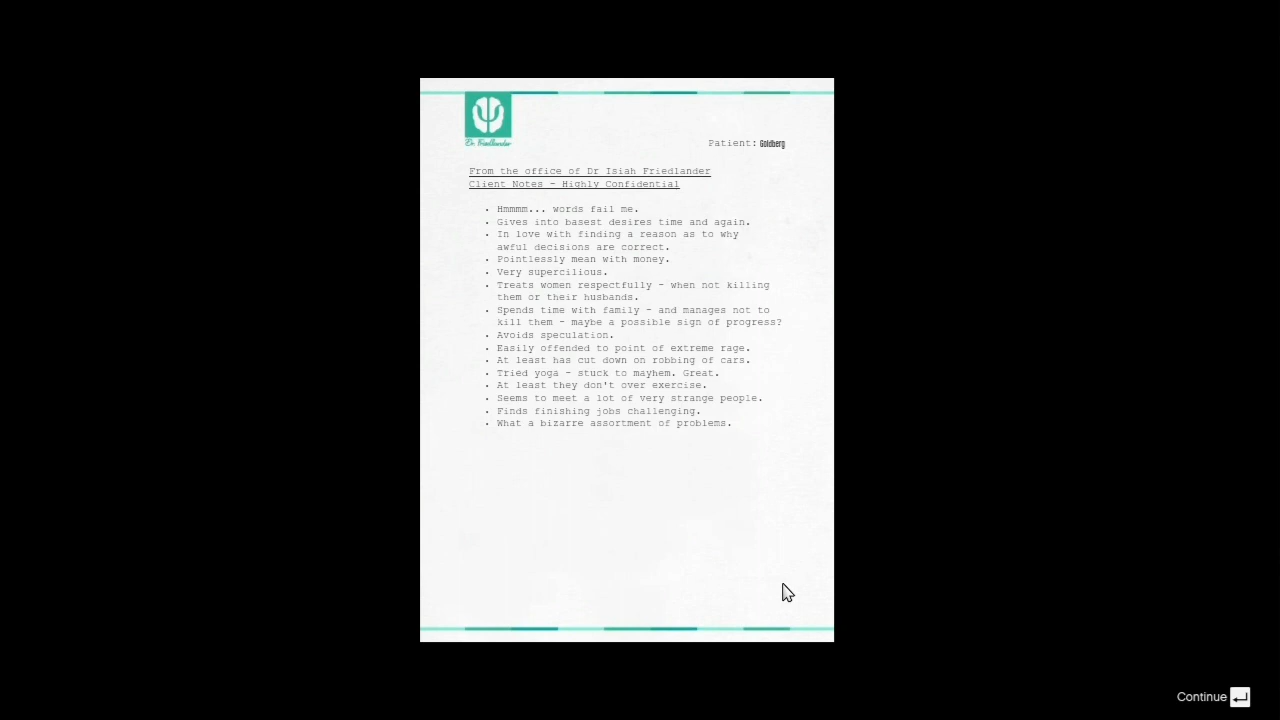 Dr. Friedlander
Patient: Goldberg
From the office of Dr Isiah Friedlander
Client Notes - Highly Confidential
• Hmmmm... words fail me.
• Gives into basest desires time and again.
• In love with finding a reason as to why
awful decisions are correct.
• Pointlessly mean with money.
• Very supercilious.
• Treats women respectfully - when not killing
them or their husbands.
• Spends time with family - and manages not to
kill them - maybe a possible sign of progress?
• Avoids speculation.
• Easily offended to point of extreme rage.
• At least has cut down on robbing of cars.
• Tried yoga - stuck to mayhem. Great.
• At least they don't over exercise.
• Seems to meet a lot of very strange people.
• Finds finishing jobs challenging.
• What a bizarre assortment of problems.
Continue